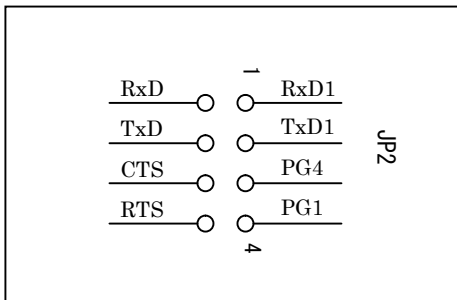 1
RxD RxD1
TxD TxD1
CTS PG4
RTS PG1
4
JP2